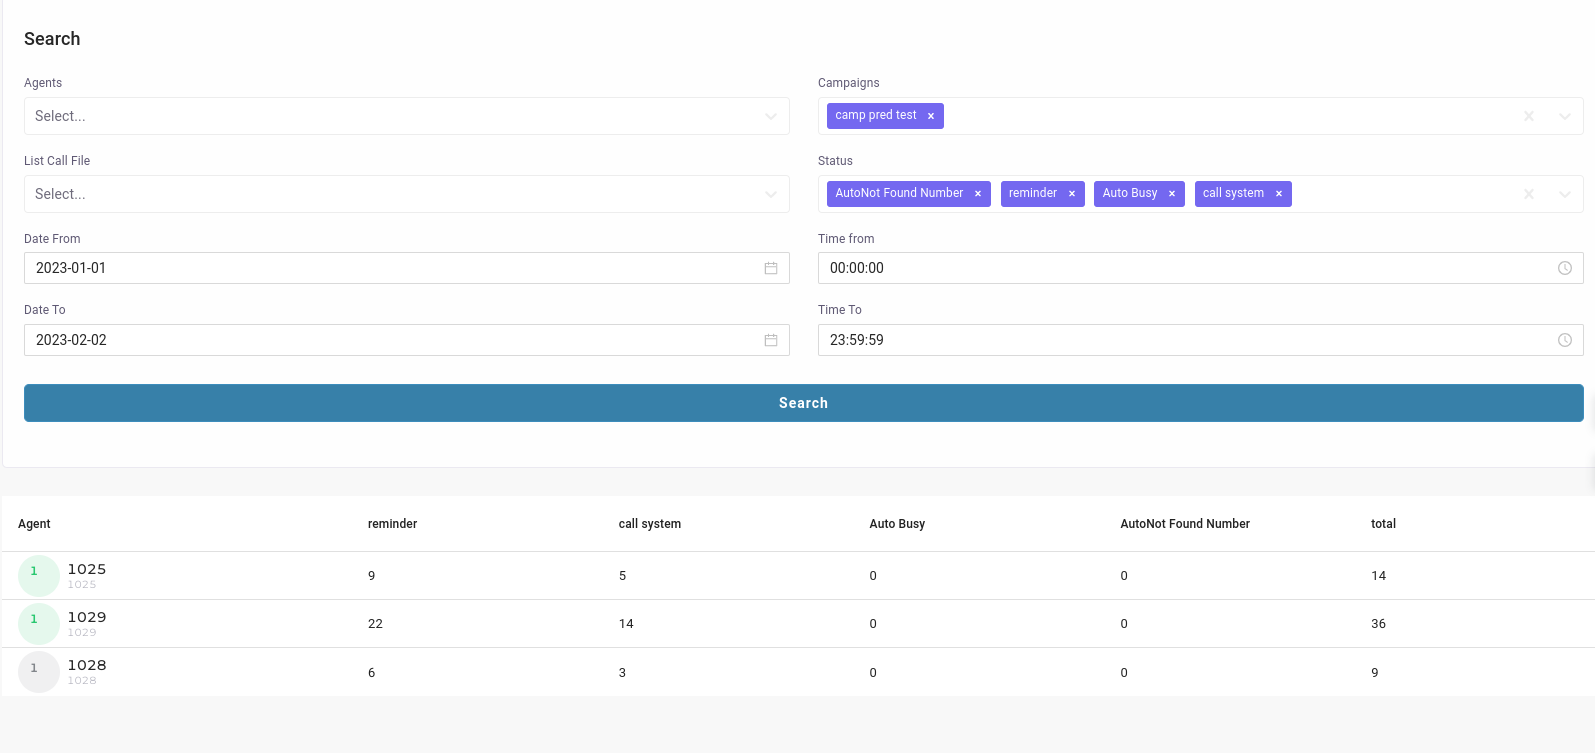 Search
Agents
Campaigns
Select...
camp pred test ×
List Call File
Status
Select...
AutoNot Found Number × reminder × Auto Busy × call system ×
Date From
Time from
2023-01-01
00:00:00
Date To
Time To
2023-02-02
23:59:59
Search
Agent reminder call system Auto Busy AutoNot Found Number total
1 1025 9 5 0 0 14
1025
1 1029 22 14 0 0 36
1029
1 1028 6 3 0 0 9
1028